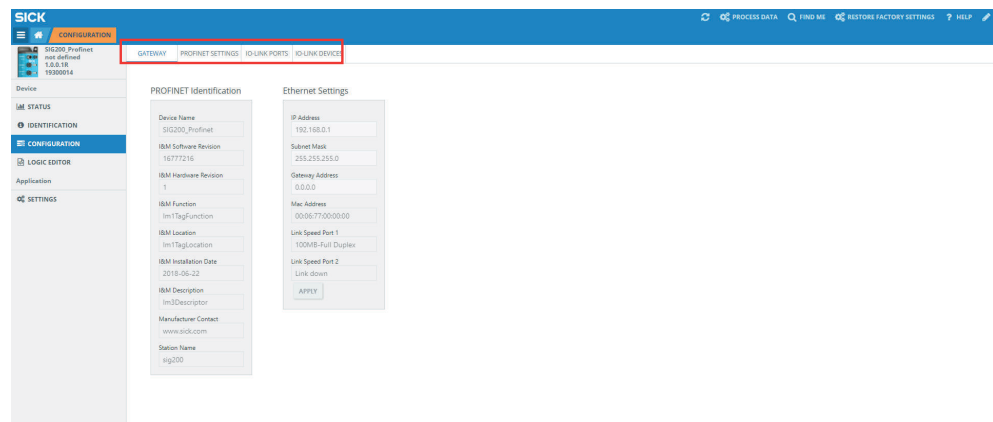 SICK
PROCESS DATA FIND ME RESTORE FACTORY SETTINGS ? HELP
CONFIGURATION
SIG200_Profinet
not defined
1.0.0.1R
19300014
Device
STATUS
IDENTIFICATION
CONFIGURATION
LOGIC EDITOR
Application
SETTINGS
GATEWAY PROFINET SETTINGS IO-LINK PORTS IO-LINK DEVICES
PROFINET Identification
Device Name
SIG200_Profinet
I&M Software Revision
16777216
I&M Hardware Revision
1
I&M Function
Im1TagFunction
I&M Location
Im1TagLocation
I&M Installation Date
2018-06-22
I&M Description
Im3Descriptor
Manufacturer Contact
www.sick.com
Station Name
sig200
Ethernet Settings
IP Address
192.168.0.1
Subnet Mask
255.255.255.0
Gateway Address
0.0.0.0
Mac Address
00:06:77:00:00:00
Link Speed Port 1
100MB-Full Duplex
Link Speed Port 2
Link down
APPLY